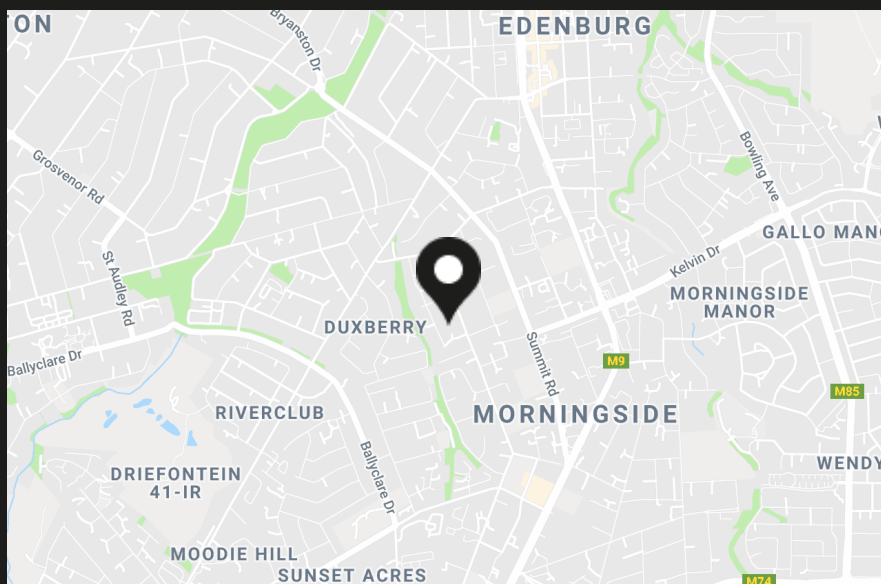 ON
Bryanston Dr
EDENBURG
Grosvenor Rd
Bowling Ave
St Audley Rd
Kelvin Dr
GALLO MAN
MORNINGSIDE
MANOR
DUXBERRY
Summit Rd
M9
Ballyclare Dr
M85
RIVERCLUB
MORNINGSIDE
Ballyclare Dr
DRIEFONTEIN
41-IR
WENDY
MOODIE HILL
SUNSET ACRES
M74